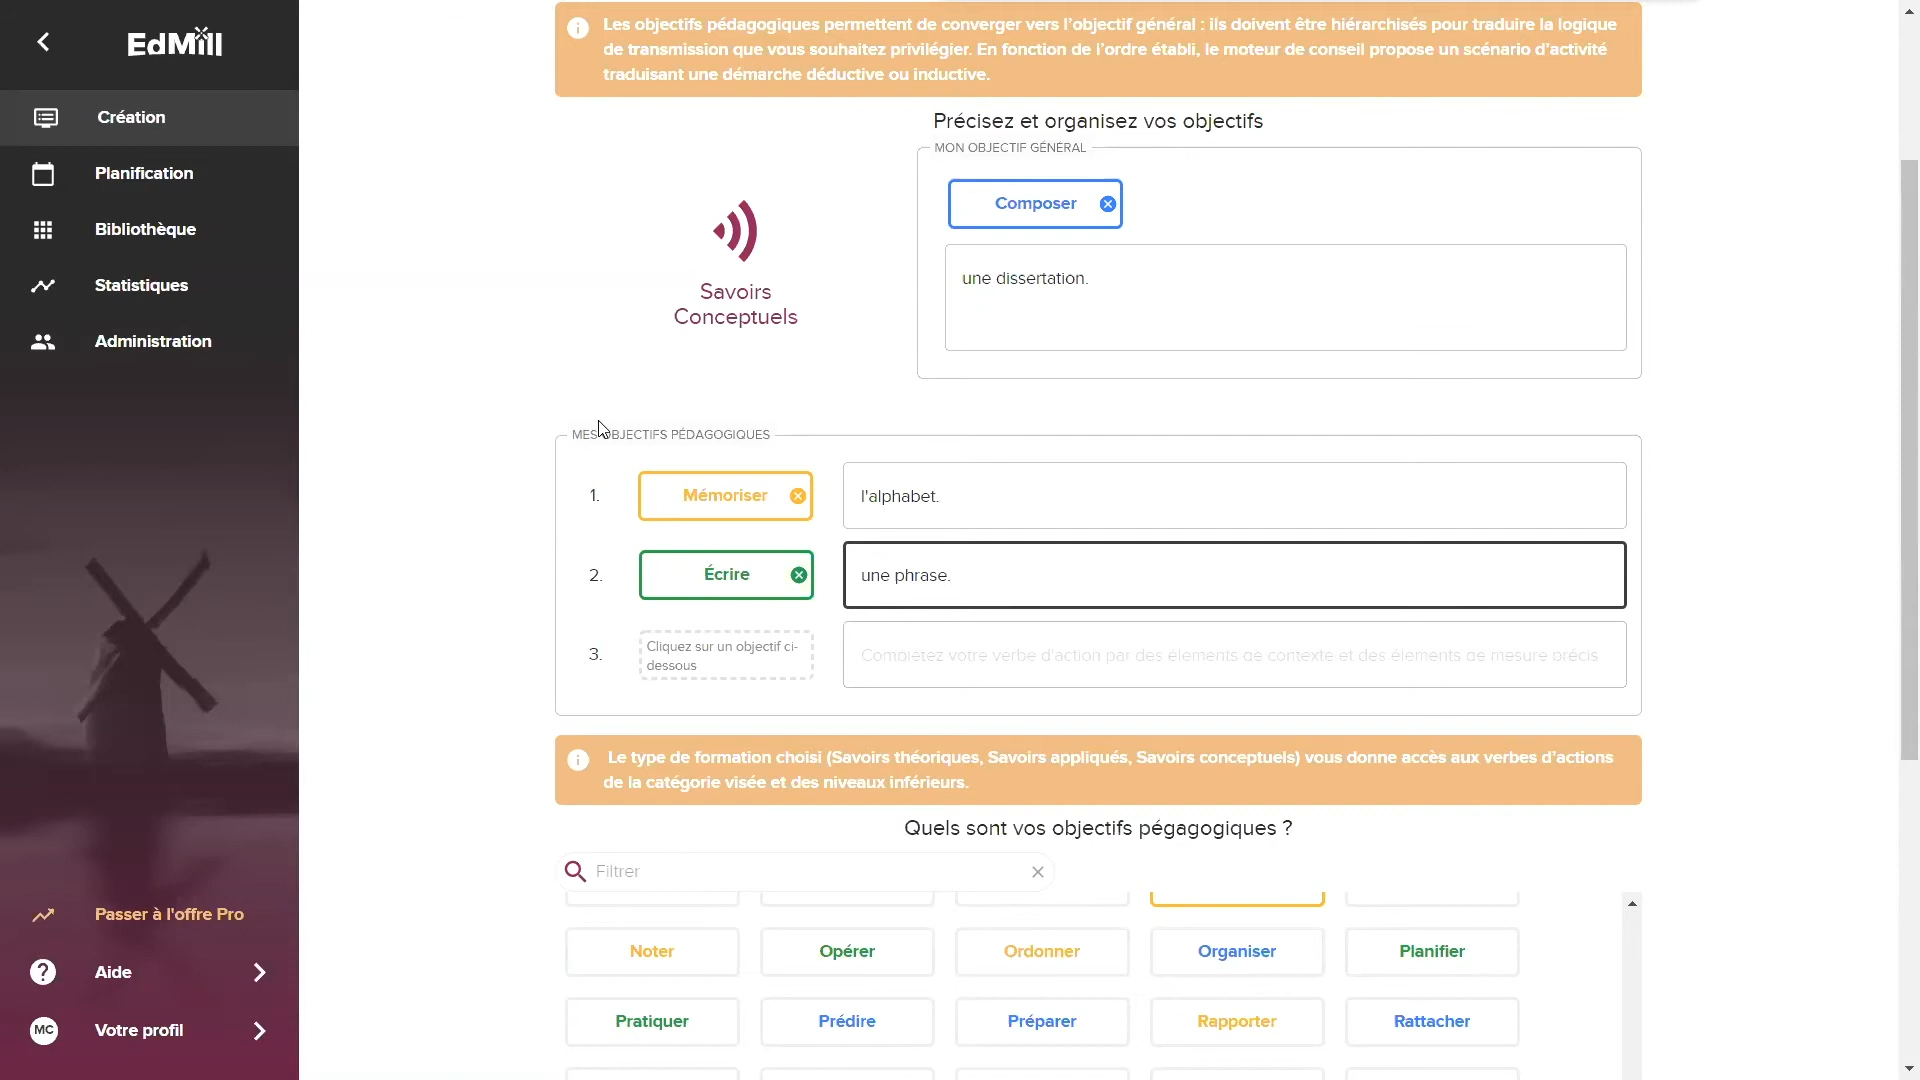 EdMill
Création
Planification
Bibliothèque
Statistiques
Administration
Passer à l'offre Pro
Aide
MC Votre profil
Les objectifs pédagogiques permettent de converger vers l'objectif général : ils doivent être hiérarchisés pour traduire la logique
de transmission que vous souhaitez privilégier. En fonction de l'ordre établi, le moteur de conseil propose un scénario d'activité
traduisant une démarche déductive ou inductive.
Précisez et organisez vos objectifs
MON OBJECTIF GÉNÉRAL
Composer
une dissertation.
Savoirs
Conceptuels
MES OBJECTIFS PÉDAGOGIQUES
1. Mémoriser l'alphabet.
2. Écrire une phrase.
3. Cliquez sur un objectif ci-
dessous
Complétez votre verbe d'action par des éléments de contexte et des éléments de mesure précis
Le type de formation choisi (Savoirs théoriques, Savoirs appliqués, Savoirs conceptuels) vous donne accès aux verbes d'actions
de la catégorie visée et des niveaux inférieurs.
Quels sont vos objectifs pégagogiques ?
Filtrer
Noter Opérer Ordonner Organiser Planifier
Pratiquer Prédire Préparer Rapporter Rattacher